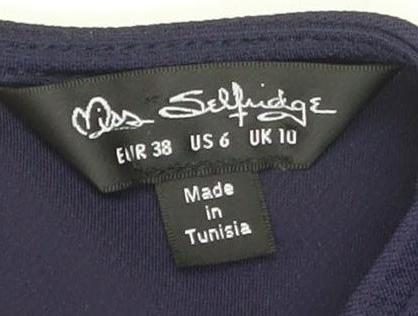 Miss Selfridge
EUR 38 US 6 UK 10
Made
in
Tunisia